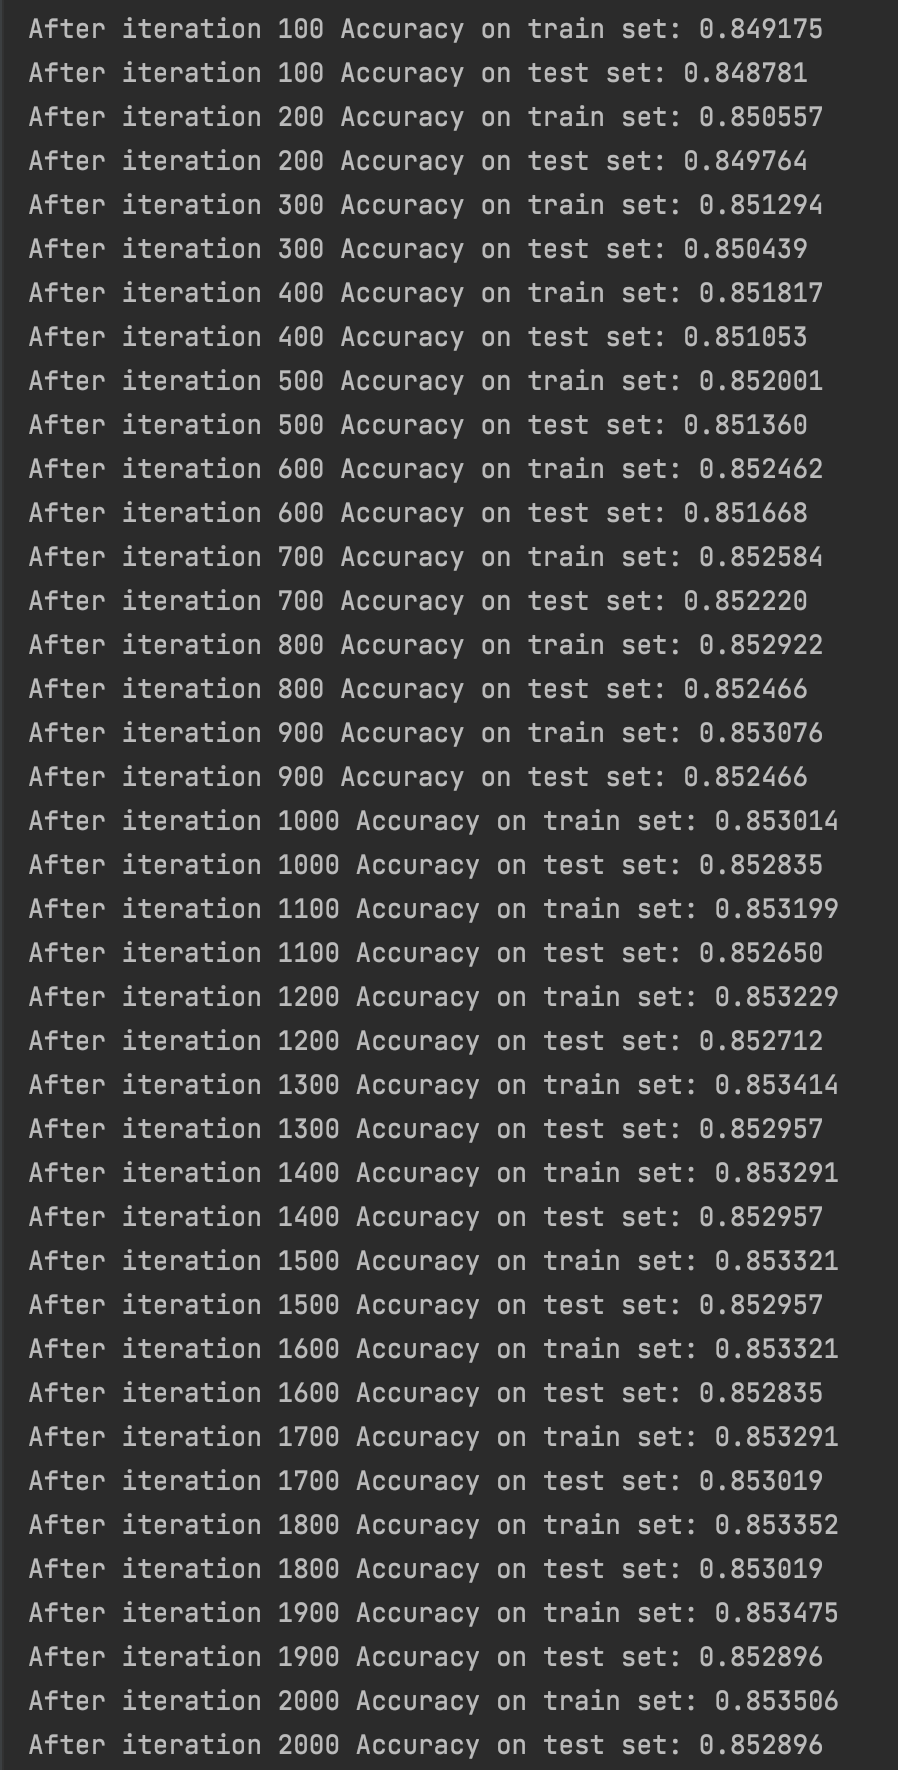 After iteration 100 Accuracy on train set: 0.849175
After iteration 100 Accuracy on test set: 0.848781
After iteration 200 Accuracy on train set: 0.850557
After iteration 200 Accuracy on test set: 0.849764
After iteration 300 Accuracy on train set: 0.851294
After iteration 300 Accuracy on test set: 0.850439
After iteration 400 Accuracy on train set: 0.851817
After iteration 400 Accuracy on test set: 0.851053
After iteration 500 Accuracy on train set: 0.852001
After iteration 500 Accuracy on test set: 0.851360
After iteration 600 Accuracy on train set: 0.852462
After iteration 600 Accuracy on test set: 0.851668
After iteration 700 Accuracy on train set: 0.852584
After iteration 700 Accuracy on test set: 0.852220
After iteration 800 Accuracy on train set: 0.852922
After iteration 800 Accuracy on test set: 0.852466
After iteration 900 Accuracy on train set: 0.853076
After iteration 900 Accuracy on test set: 0.852466
After iteration 1000 Accuracy on train set: 0.853014
After iteration 1000 Accuracy on test set: 0.852835
After iteration 1100 Accuracy on train set: 0.853199
After iteration 1100 Accuracy on test set: 0.852650
After iteration 1200 Accuracy on train set: 0.853229
After iteration 1200 Accuracy on test set: 0.852712
After iteration 1300 Accuracy on train set: 0.853414
After iteration 1300 Accuracy on test set: 0.852957
After iteration 1400 Accuracy on train set: 0.853291
After iteration 1400 Accuracy on test set: 0.852957
After iteration 1500 Accuracy on train set: 0.853321
After iteration 1500 Accuracy on test set: 0.852957
After iteration 1600 Accuracy on train set: 0.853321
After iteration 1600 Accuracy on test set: 0.852835
After iteration 1700 Accuracy on train set: 0.853291
After iteration 1700 Accuracy on test set: 0.853019
After iteration 1800 Accuracy on train set: 0.853352
After iteration 1800 Accuracy on test set: 0.853019
After iteration 1900 Accuracy on train set: 0.853475
After iteration 1900 Accuracy on test set: 0.852896
After iteration 2000 Accuracy on train set: 0.853506
After iteration 2000 Accuracy on test set: 0.852896